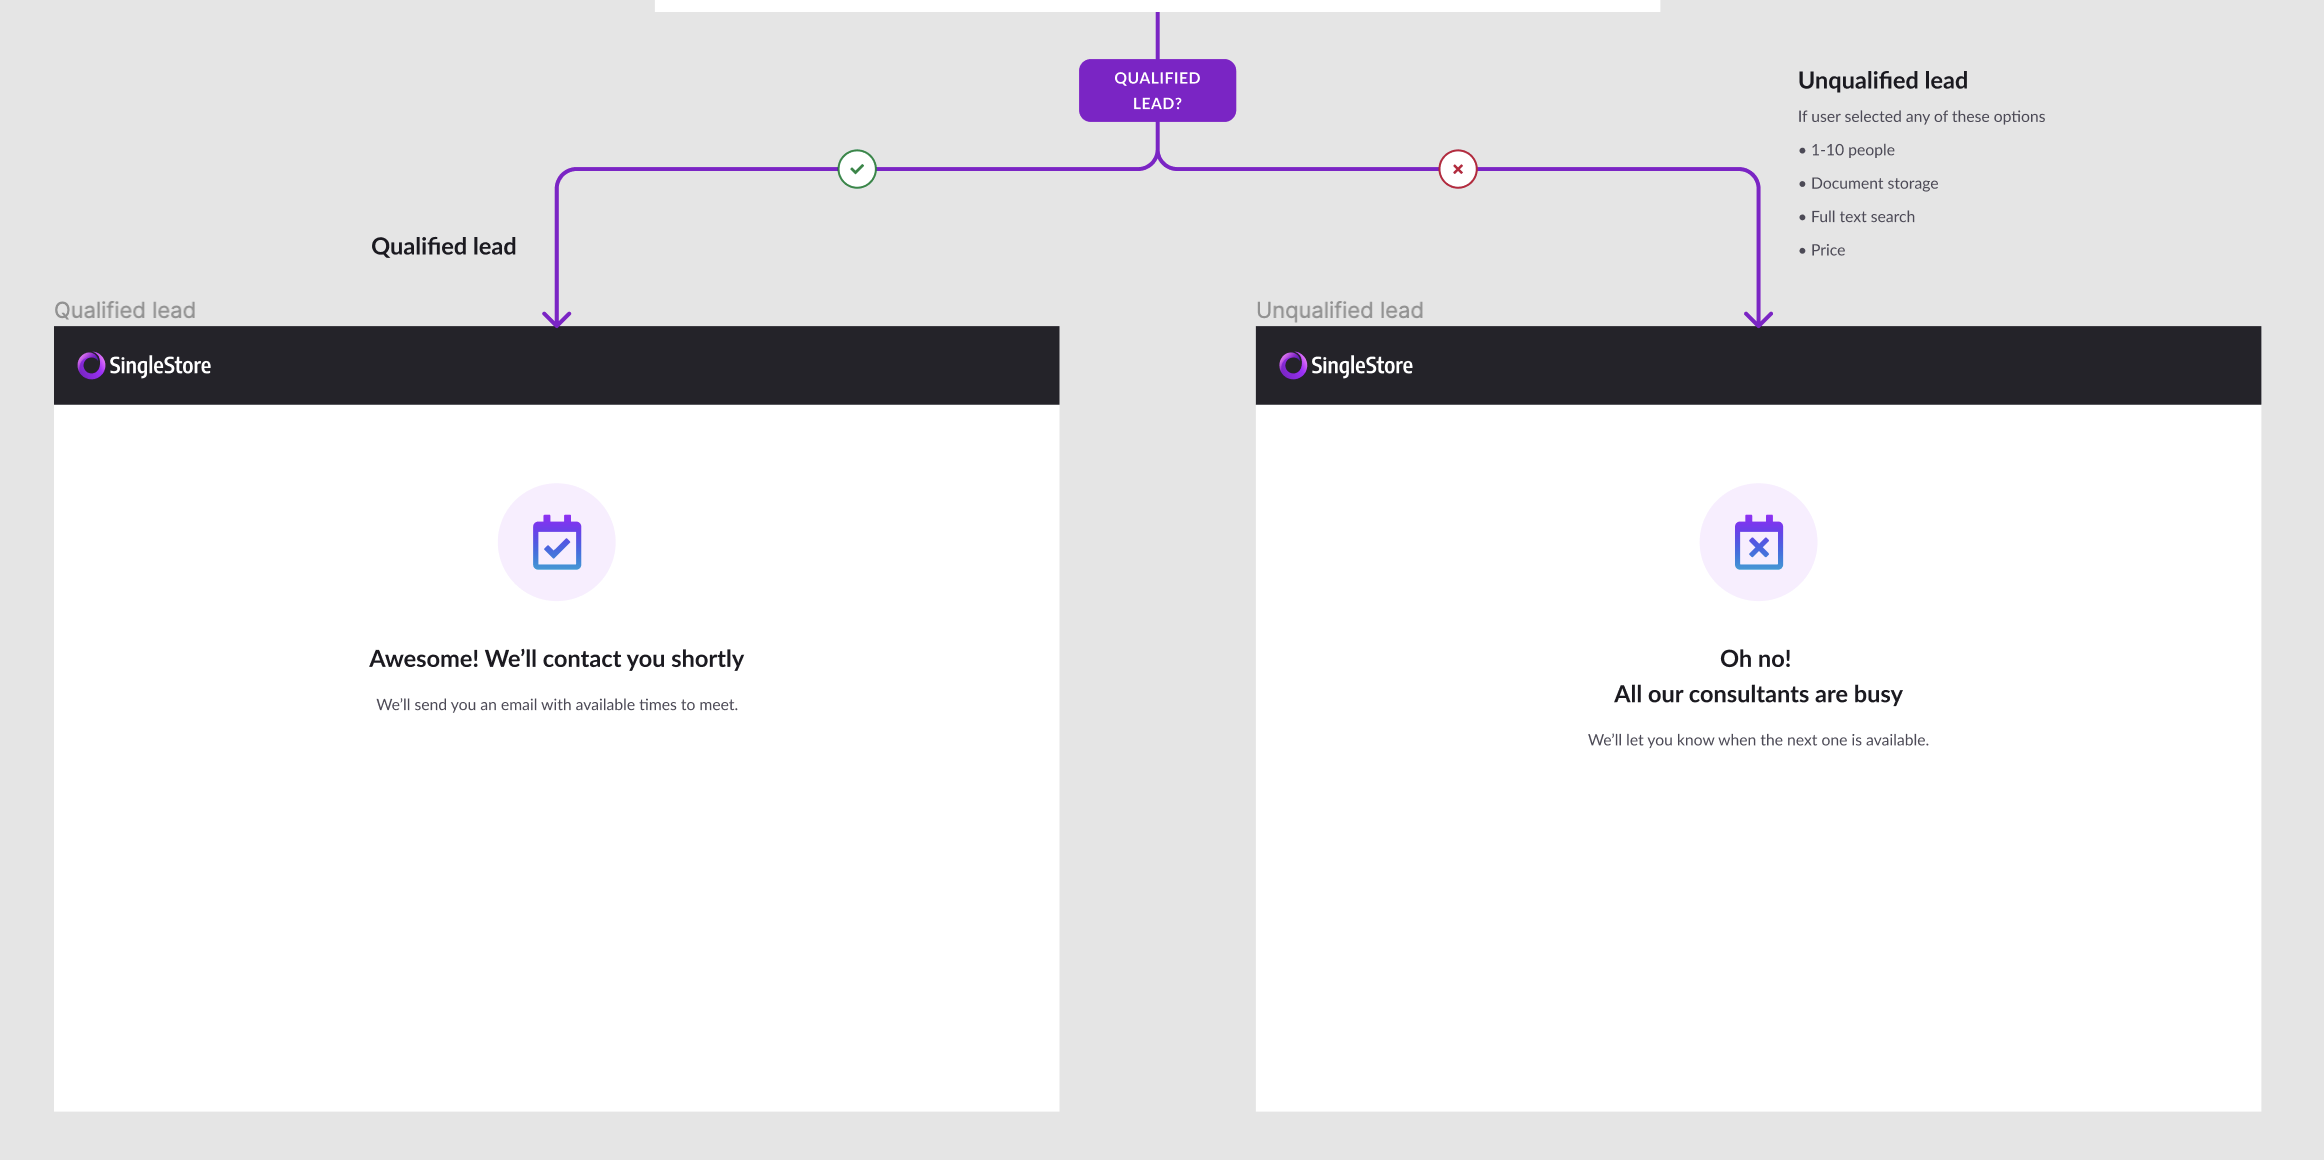 QUALIFIED
LEAD?
Unqualified lead
If user selected any of these options
• 1-10 people
• Document storage
• Full text search
• Price
Qualified lead
Qualified lead
SingleStore
Awesome! We’ll contact you shortly
We’ll send you an email with available times to meet.
Unqualified lead
SingleStore
Oh no!
All our consultants are busy
We’ll let you know when the next one is available.